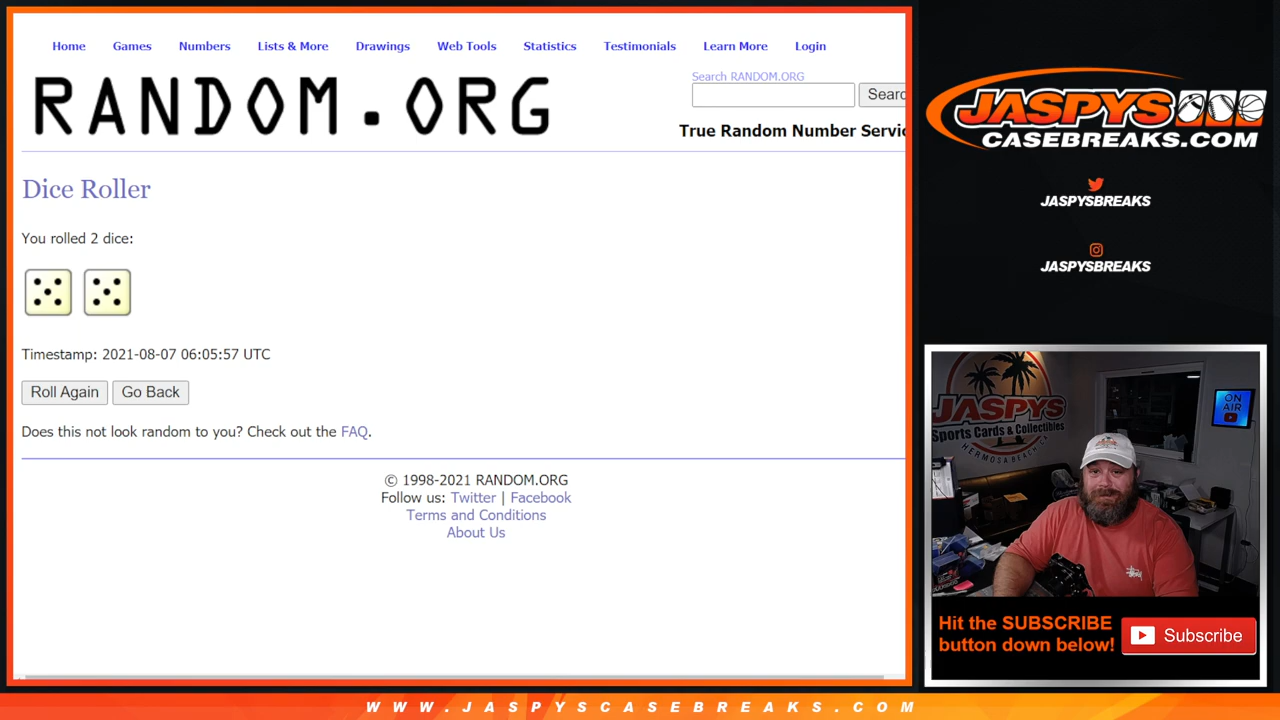 Home Games Numbers Lists & More Drawings Web Tools Statistics Testimonials Learn More Login
RANDOM.ORG
Search RANDOM.ORG
Searc
True Random Number Servic
Dice Roller
You rolled 2 dice:
Timestamp: 2021-08-07 06:05:57 UTC
Roll Again Go Back
Does this not look random to you? Check out the FAQ.
© 1998-2021 RANDOM.ORG
Follow us: Twitter | Facebook
Terms and Conditions
About Us
JASPYS
CASEBREAKS.COM
JASPYSBREAKS
JASPYSBREAKS
JASPYS
Sports Cards & Collectibles
HERMOSA BEACH, CA
ON
AIR
Hit the SUBSCRIBE
button down below!
Subscribe
WWW.JASPYSCASEBREAKS.COM